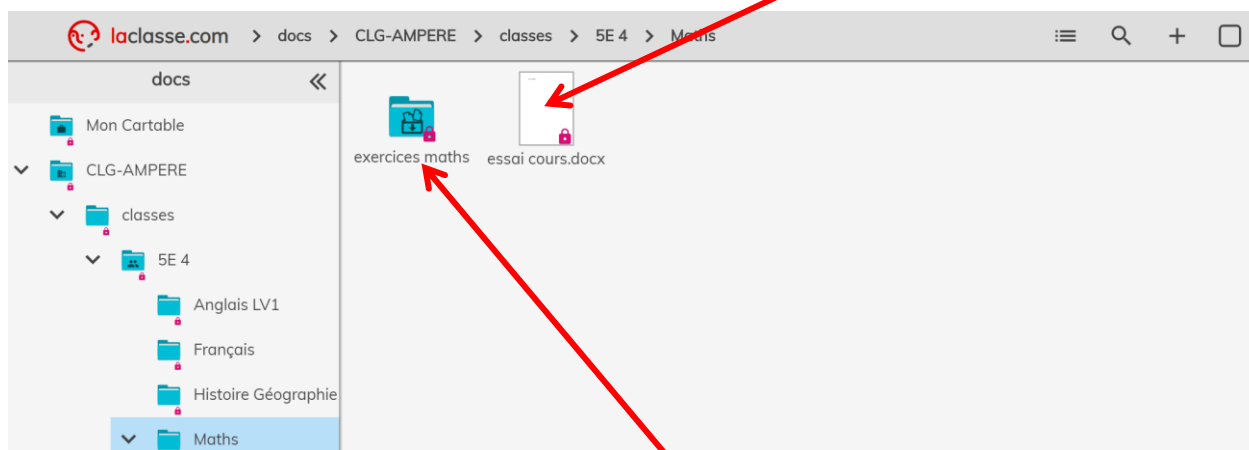 laclasse.com > docs > CLG-AMPERE > classes > 5E 4 > Maths
docs
Mon Cartable
CLG-AMPERE
classes
5E 4
Anglais LV1
Français
Histoire Géographie
Maths
exercices maths
essai cours.docx